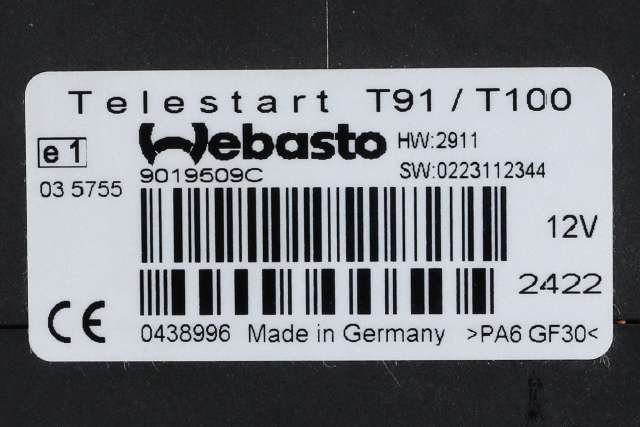 Telestart T91 / T100
e1
Webasto HW:2911
03 5755
9019509C SW:0223112344
12V
2422
CE
0438996 Made in Germany >PA6 GF30<